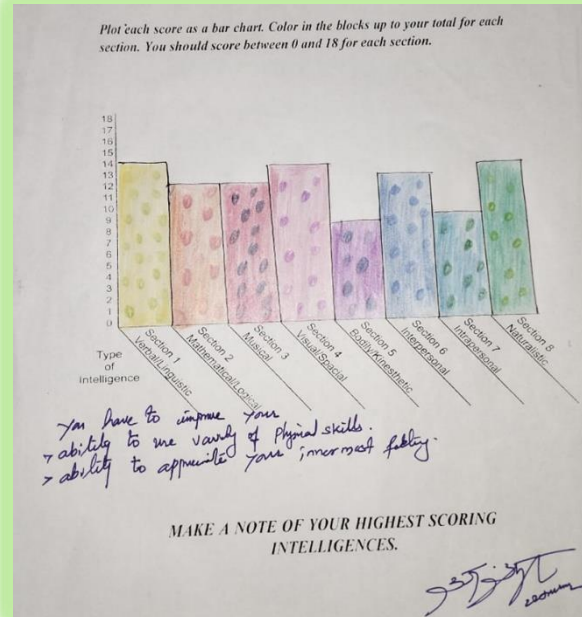 Plot each score as a bar chart. Color in the blocks up to your total for each
section. You should score between 0 and 18 for each section.
18
17
16
15
14
13
12
11
10
9
8
7
6
5
4
3
2
1
0
Type
of
intelligence
Section 1
Verbal/Linguistic
Section 2
Mathematical/Logical
Section 3
Musical
Section 4
Visual/Spacial
Section 5
Bodily/Kinesthetic
Section 6
Interpersonal
Section 7
Intrapersonal
Section 8
Naturalistic
You have to improve your
> ability to use variety of Physical skills.
> ability to appreciate your innermost feeling.
MAKE A NOTE OF YOUR HIGHEST SCORING
INTELLIGENCES.